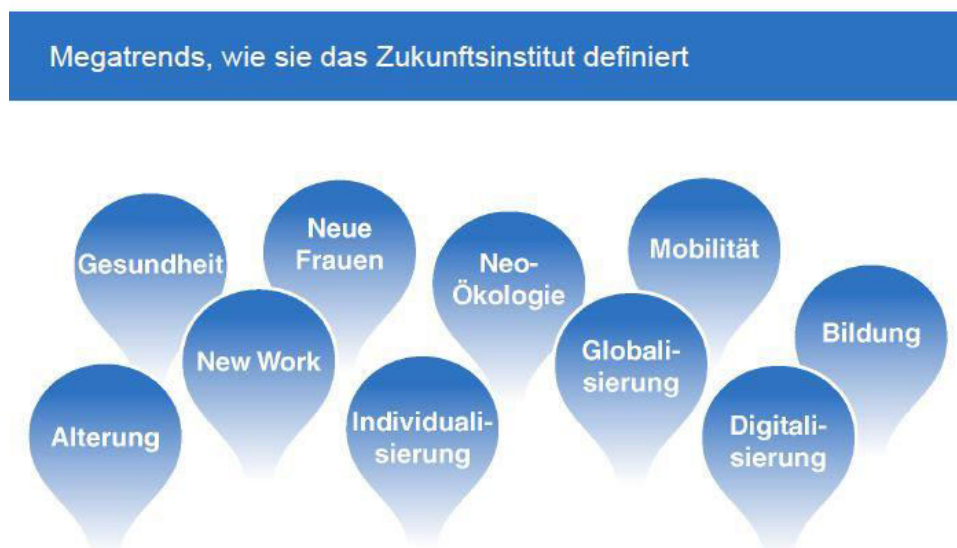 Megatrends, wie sie das Zukunftsinstitut definiert
Gesundheit
Neue
Frauen
Neo-
Ökologie
Mobilität
New Work
Globali-
sierung
Bildung
Alterung
Individuali-
sierung
Digitali-
sierung